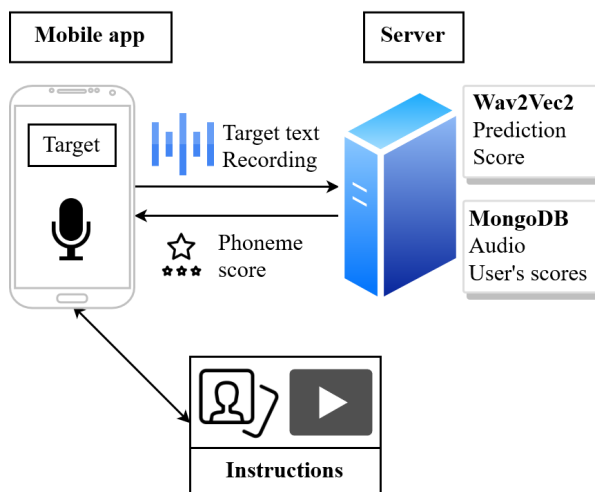 Mobile app
Server
Target
Target text
Recording
Wav2Vec2
Prediction
Score
Phoneme
score
MongoDB
Audio
User's scores
Instructions